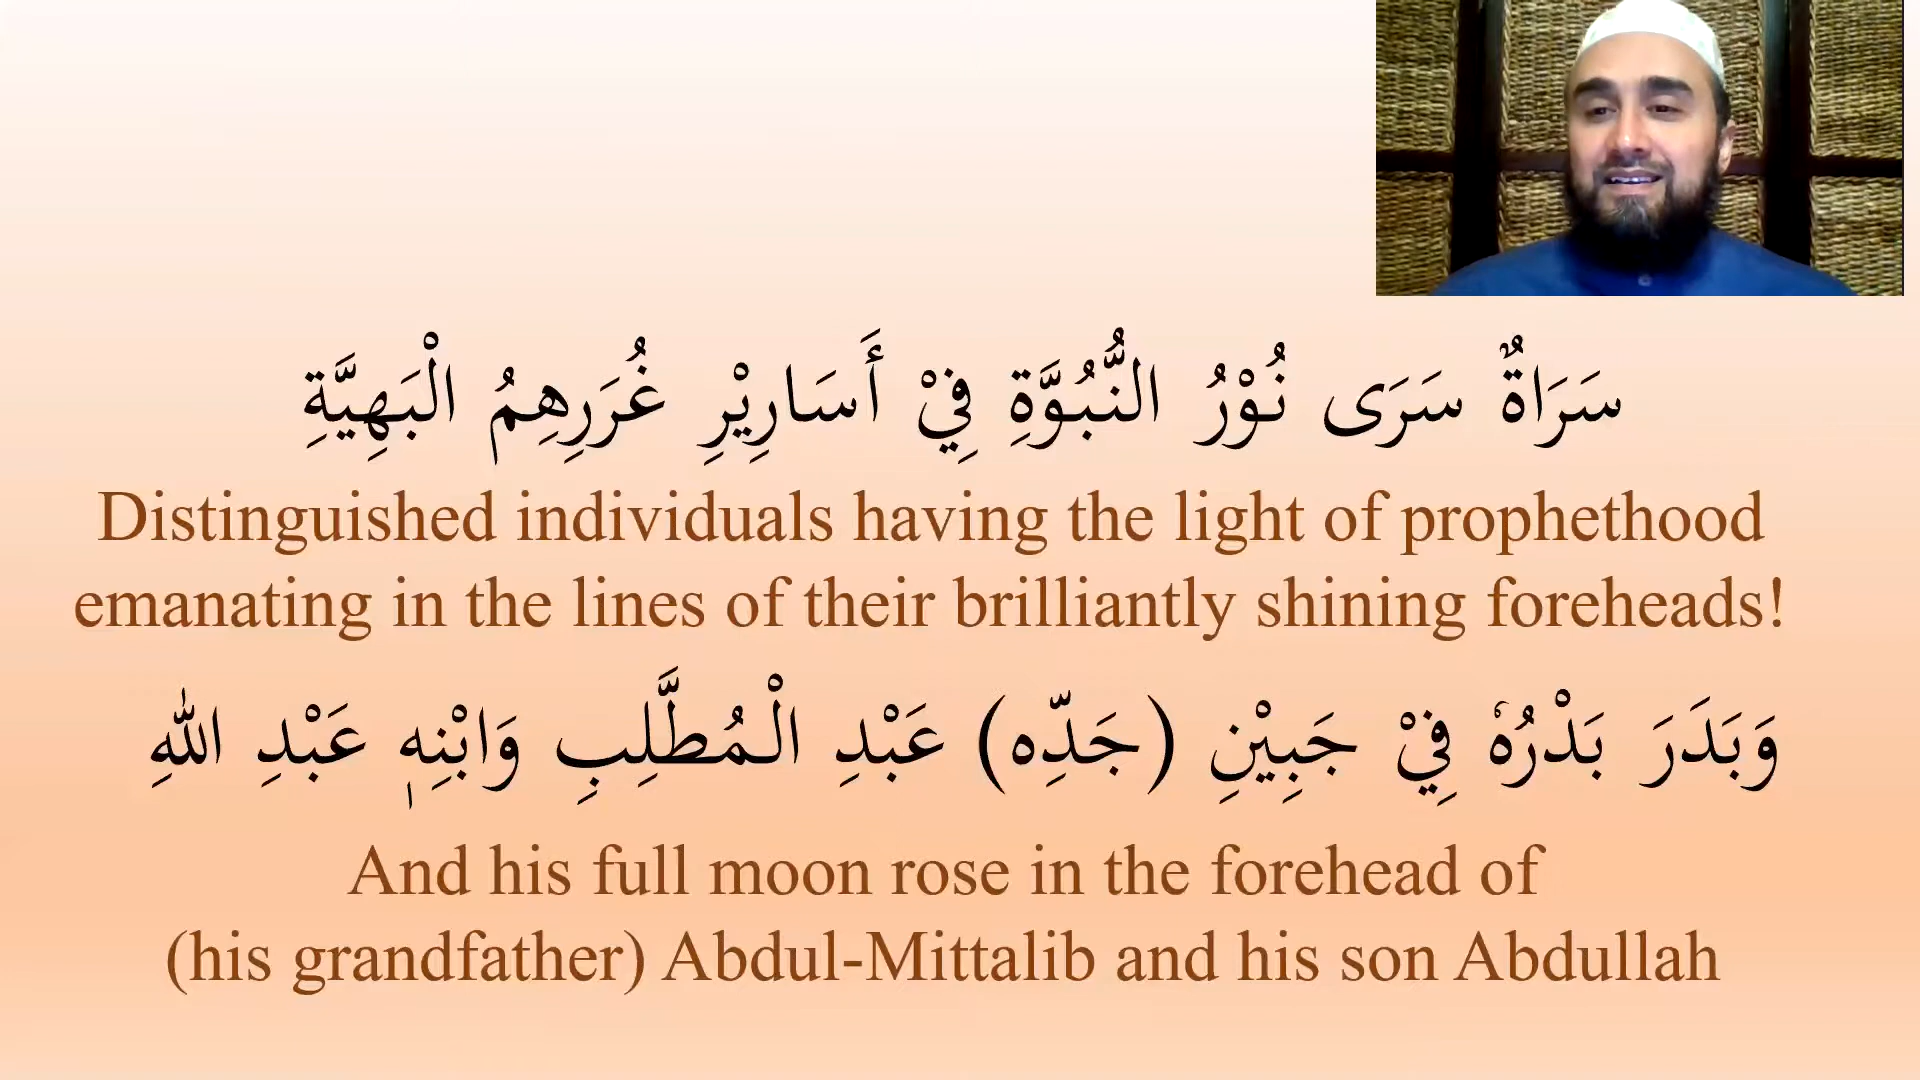 سَرَاةٌ سَرَى نُوْرُ النُّبُوَّةِ فِيْ أَسَارِيْرِ غُرَرِهِمُ الْبَهِيَّةِ
Distinguished individuals having the light of prophethood
emanating in the lines of their brilliantly shining foreheads!
وَبَدَرَ بَدْرُهٗ فِيْ جَبِيْنِ (جَدِّه) عَبْدِ الْمُطَّلِبِ وَابْنِهٖ عَبْدِ اللهِ
And his full moon rose in the forehead of
(his grandfather) Abdul-Mittalib and his son Abdullah